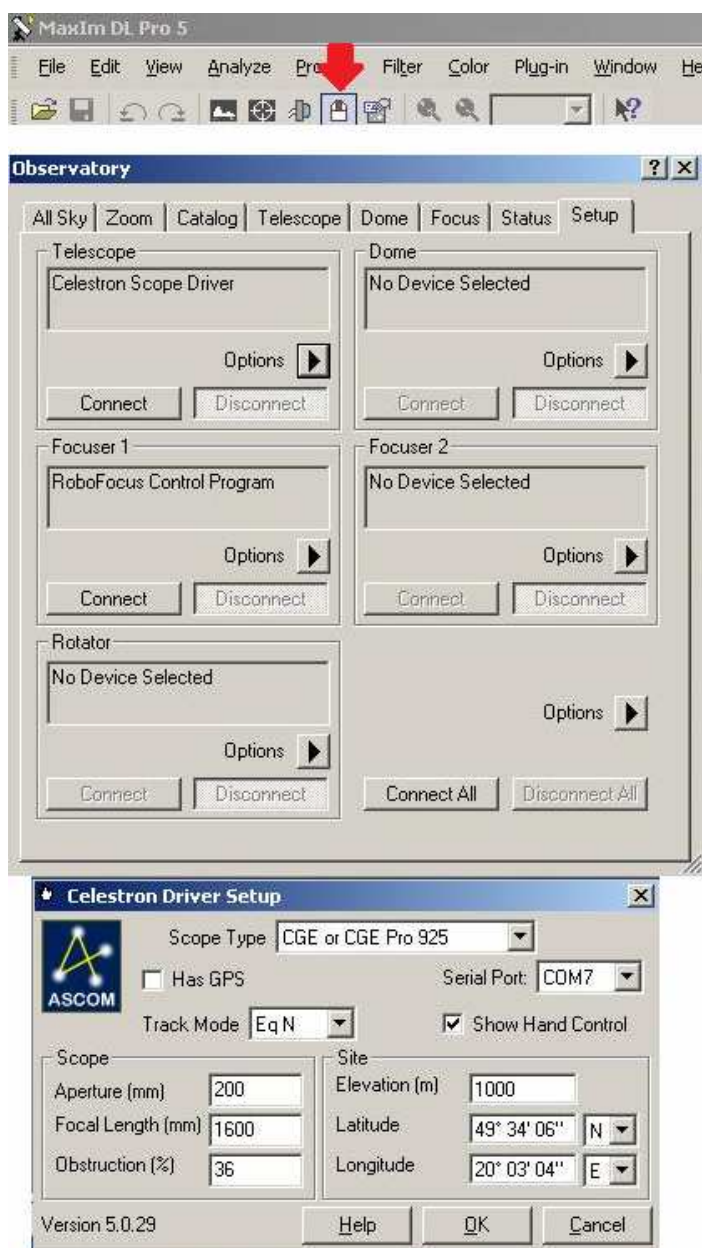 MaxIm DL Pro 5
File Edit View Analyze Pro Filter Color Plug-in Window He
Observatory
All Sky Zoom Catalog Telescope Dome Focus Status Setup
Telescope Dome
Celestron Scope Driver No Device Selected
Options Options
Connect Disconnect Connect Disconnect
Focuser 1 Focuser 2
RoboFocus Control Program No Device Selected
Options Options
Connect Disconnect Connect Disconnect
Rotator
No Device Selected
Options
Options
Connect Disconnect Connect All Disconnect All
Celestron Driver Setup
Scope Type CGE or CGE Pro 925
ASCOM
Has GPS Serial Port: COM7
Track Mode Eq N Show Hand Control
Scope Site
Aperture (mm) 200 Elevation (m) 1000
Focal Length (mm) 1600 Latitude 49° 34' 06'' N
Obstruction (%) 36 Longitude 20° 03' 04'' E
Version 5.0.29 Help OK Cancel